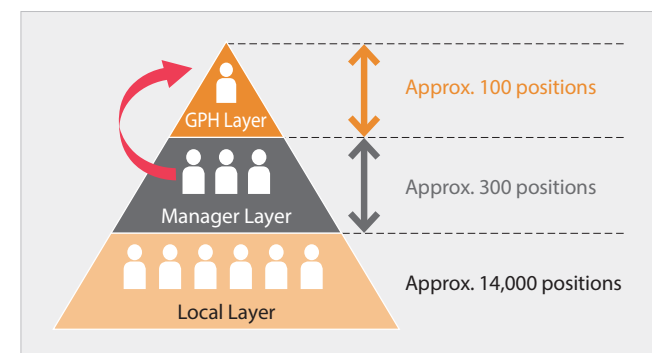 GPH Layer
Approx. 100 positions
Manager Layer
Approx. 300 positions
Local Layer
Approx. 14,000 positions